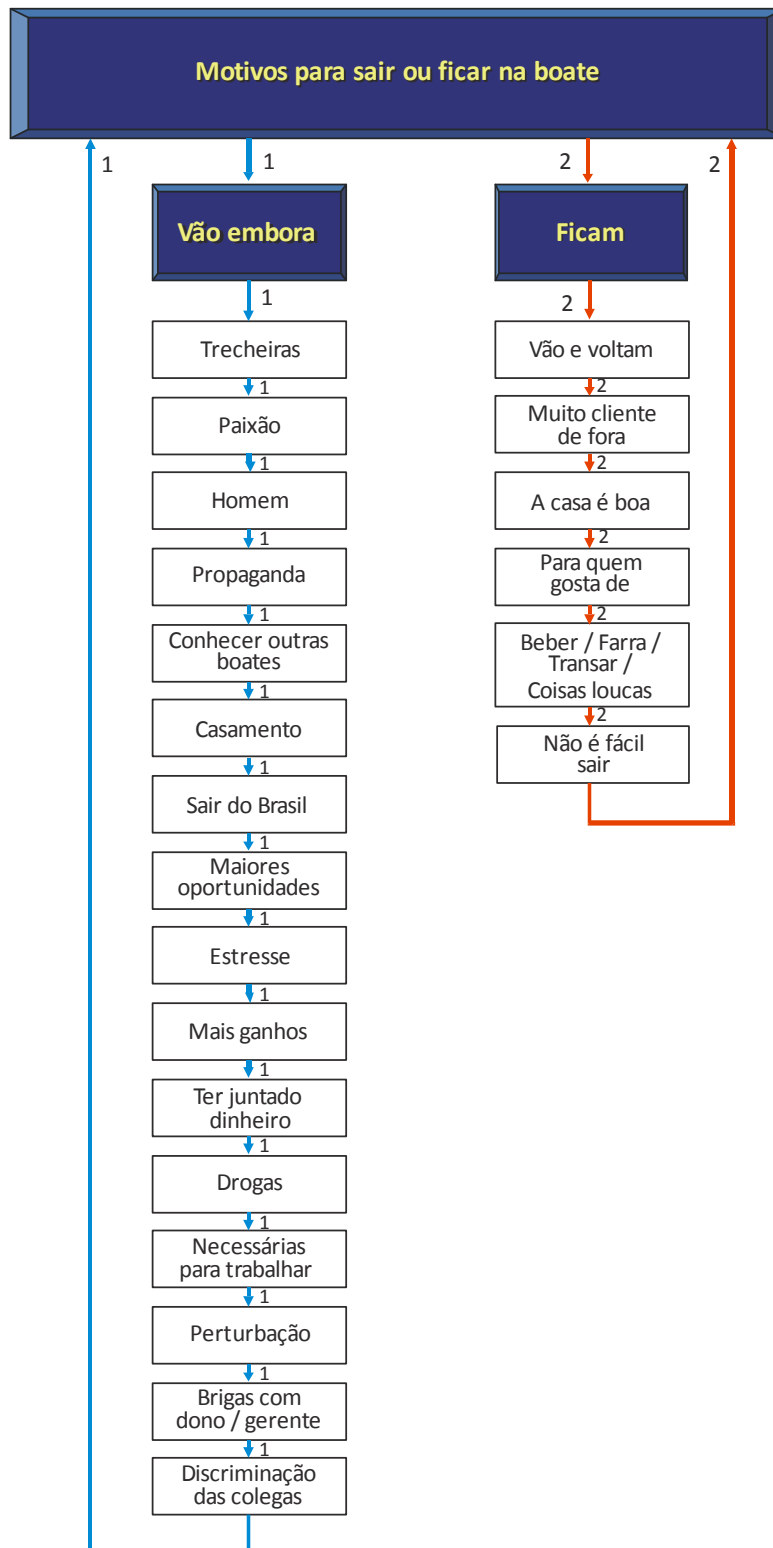 Motivos para sair ou ficar na boate
1
1
2
2
Vão embora
Ficam
1
2
Trecheiras
1
Paixão
1
Homem
1
Propaganda
1
Conhecer outras
boates
1
Casamento
1
Sair do Brasil
1
Maiores
oportunidades
1
Estresse
1
Mais ganhos
1
Ter juntado
dinheiro
1
Drogas
1
Necessárias
para trabalhar
1
Perturbação
1
Brigas com
dono / gerente
1
Discriminação
das colegas
Vão e voltam
2
Muito cliente
de fora
2
A casa é boa
2
Para quem
gosta de
2
Beber / Farra /
Transar /
Coisas loucas
2
Não é fácil
sair